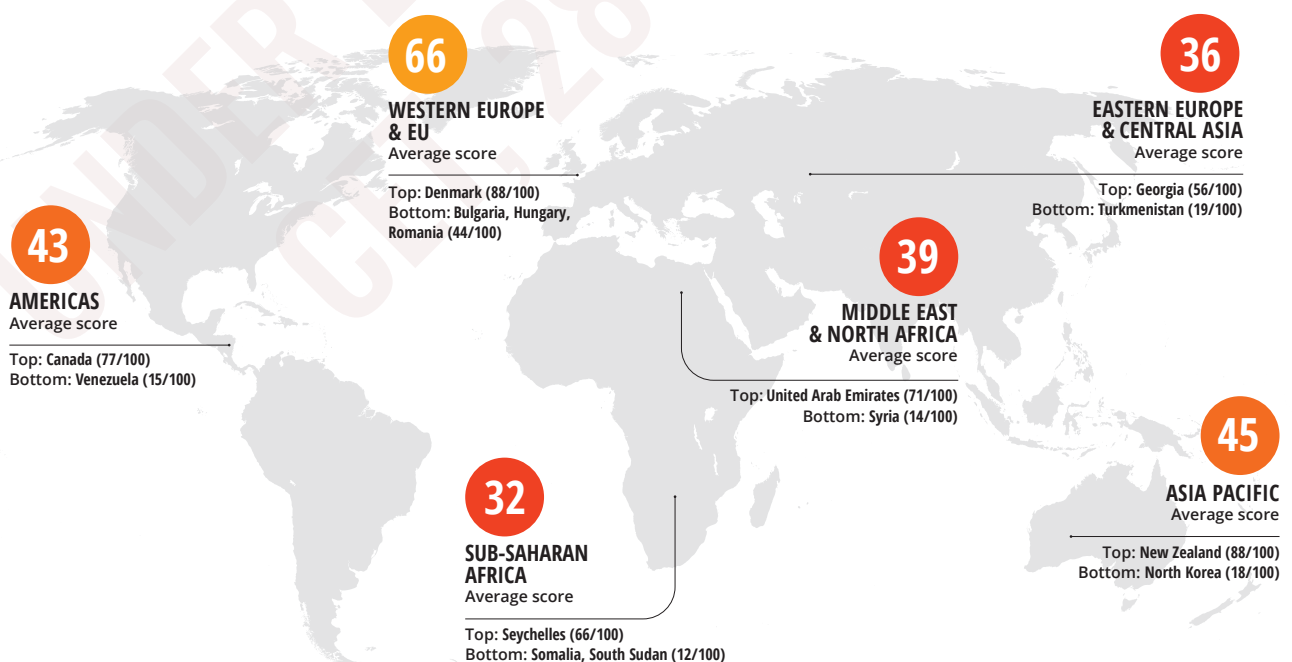 66
WESTERN EUROPE
& EU
Average score
Top: Denmark (88/100)
Bottom: Bulgaria, Hungary,
Romania (44/100)
36
EASTERN EUROPE
& CENTRAL ASIA
Average score
Top: Georgia (56/100)
Bottom: Turkmenistan (19/100)
43
AMERICAS
Average score
Top: Canada (77/100)
Bottom: Venezuela (15/100)
39
MIDDLE EAST
& NORTH AFRICA
Average score
Top: United Arab Emirates (71/100)
Bottom: Syria (14/100)
32
SUB-SAHARAN
AFRICA
Average score
Top: Seychelles (66/100)
Bottom: Somalia, South Sudan (12/100)
45
ASIA PACIFIC
Average score
Top: New Zealand (88/100)
Bottom: North Korea (18/100)
UNDER
28